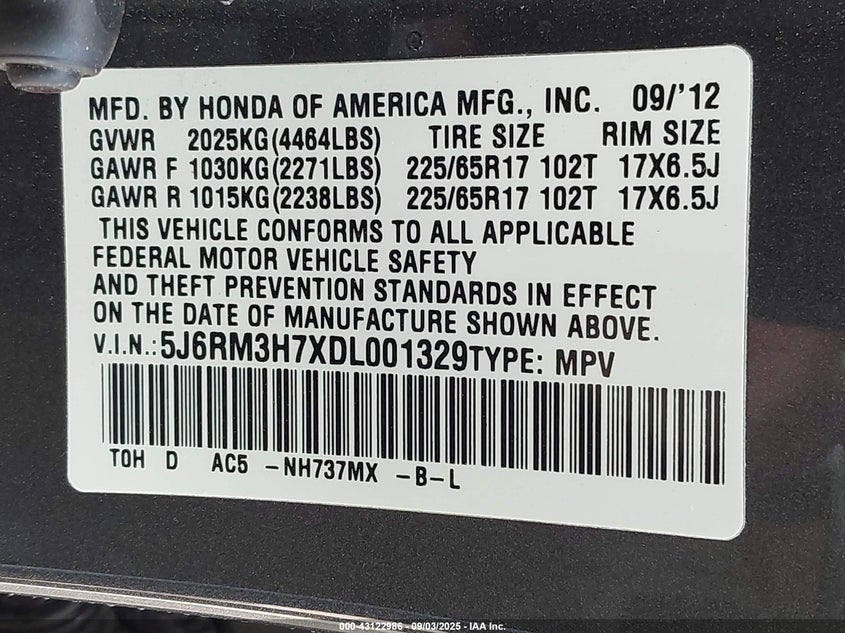 MFD. BY HONDA OF AMERICA MFG., INC. 09/'12
GVWR 2025KG(4464LBS) TIRE SIZE RIM SIZE
GAWR F 1030KG(2271LBS) 225/65R17 102T 17X6.5J
GAWR R 1015KG(2238LBS) 225/65R17 102T 17X6.5J
THIS VEHICLE CONFORMS TO ALL APPLICABLE
FEDERAL MOTOR VEHICLE SAFETY
AND THEFT PREVENTION STANDARDS IN EFFECT
ON THE DATE OF MANUFACTURE SHOWN ABOVE.
V.I.N.:5J6RM3H7XDL001329TYPE: MPV
TOH D AC5 -NH737MX -B-L
000-43122986 - 09/03/2025 - IAA Inc.